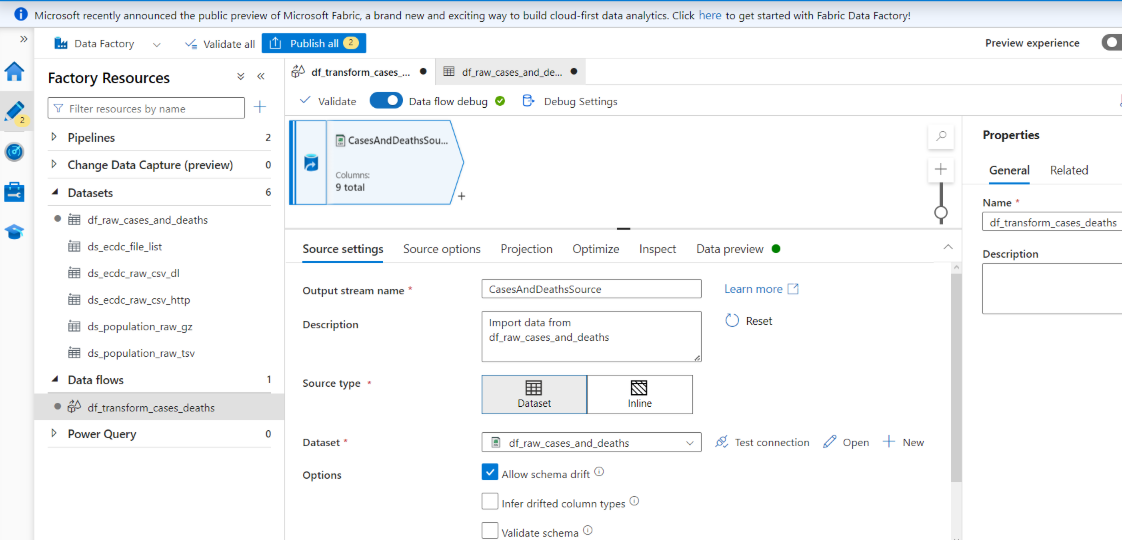 Microsoft recently announced the public preview of Microsoft Fabric, a brand new and exciting way to build cloud-first data analytics. Click here to get started with Fabric Data Factory!
Data Factory
Validate all
Publish all 2
Preview experience
2
Factory Resources
Filter resources by name
Pipelines 2
Change Data Capture (preview) 0
Datasets 6
df_raw_cases_and_deaths
ds_ecdc_file_list
ds_ecdc_raw_csv_dl
ds_ecdc_raw_csv_http
ds_population_raw_gz
ds_population_raw_tsv
Data flows 1
df_transform_cases_deaths
Power Query 0
df_transform_cases_...
df_raw_cases_and_de...
Validate
Data flow debug
Debug Settings
CasesAndDeathsSou...
Columns:
9 total
Source settings
Source options
Projection
Optimize
Inspect
Data preview
Output stream name *
CasesAndDeathsSource
Learn more
Description
Import data from
df_raw_cases_and_deaths
Reset
Source type *
Dataset
Inline
Dataset *
df_raw_cases_and_deaths
Test connection
Open
New
Options
Allow schema drift
Infer drifted column types
Validate schema
Properties
General
Related
Name *
df_transform_cases_deaths
Description